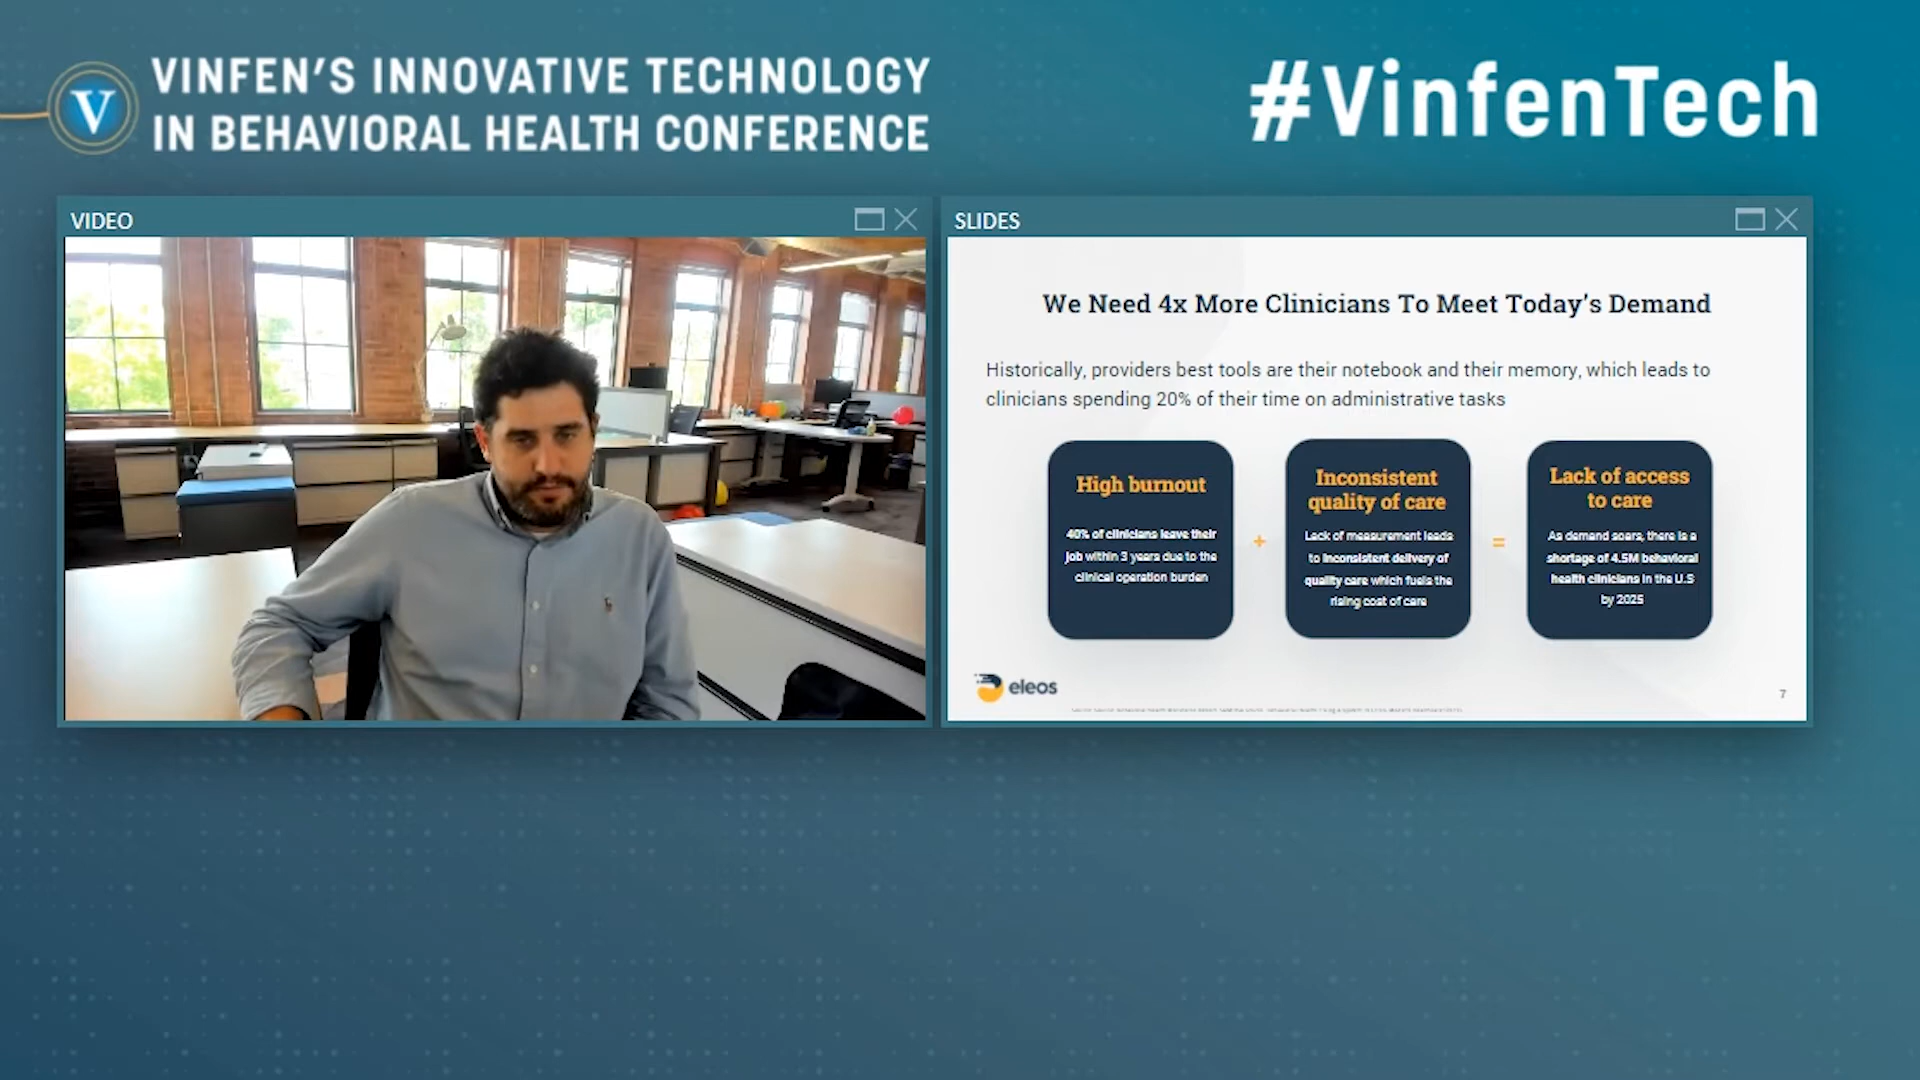 VINFEN'S INNOVATIVE TECHNOLOGY
IN BEHAVIORAL HEALTH CONFERENCE
V
#VinfenTech
VIDEO
SLIDES
We Need 4x More Clinicians To Meet Today's Demand
Historically, providers best tools are their notebook and their memory, which leads to
clinicians spending 20% of their time on administrative tasks
High burnout
40% of clinicians leave their
job within 3 years due to the
clinical operation burden
+
Inconsistent
quality of care
Lack of measurement leads
to inconsistent delivery of
quality care which fuels the
rising cost of care
=
Lack of access
to care
As demand soars, there is a
shortage of 4.5M behavioral
health clinicians in the U.S
by 2025
eleos
7